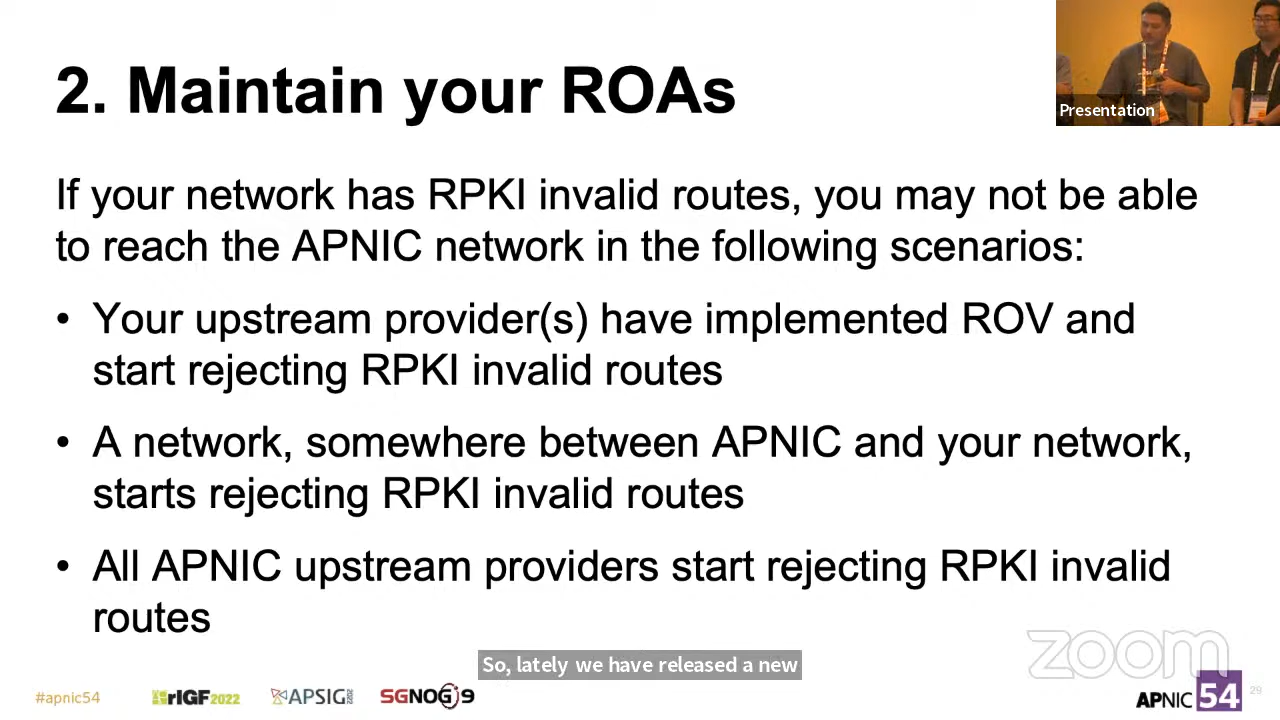 2. Maintain your ROAs
Presentation
If your network has RPKI invalid routes, you may not be able
to reach the APNIC network in the following scenarios:
• Your upstream provider(s) have implemented ROV and
start rejecting RPKI invalid routes
• A network, somewhere between APNIC and your network,
starts rejecting RPKI invalid routes
• All APNIC upstream providers start rejecting RPKI invalid
routes
zoom
So, lately we have released a new
#apnic54
rIGF2022
APSIG
SGNOG 9
APNIC 54
29